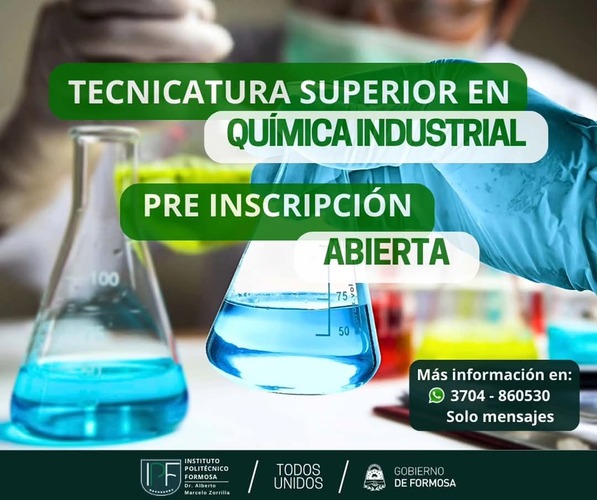 TECNICATURA SUPERIOR EN
QUÍMICA INDUSTRIAL
PRE INSCRIPCIÓN
ABIERTA
100
75
50
Más información en:
3704 - 860530
Solo mensajes
IPF
INSTITUTO
POLITÉCNICO
FORMOSA
Dr. Alberto
Marcelo Zorrilla
TODOS
UNIDOS
GOBIERNO
DE FORMOSA